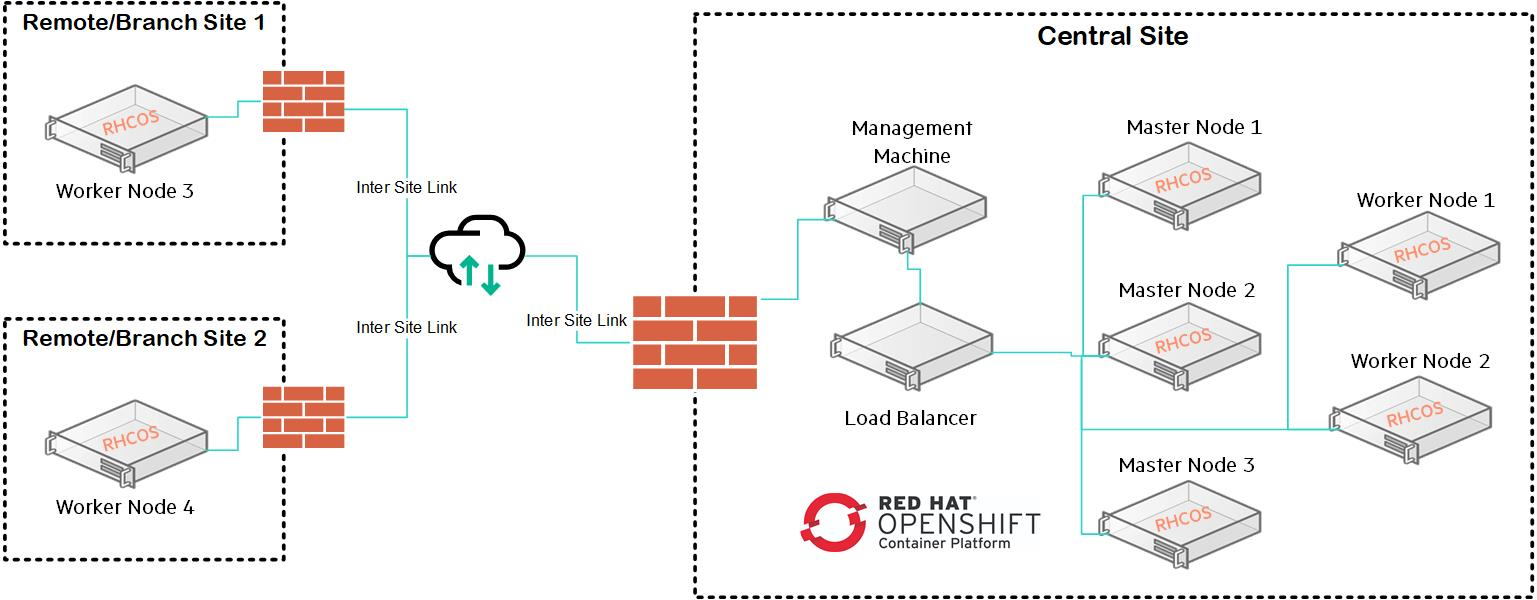 Remote/Branch Site 1
RHCOS
Worker Node 3
Inter Site Link
Remote/Branch Site 2
RHCOS
Worker Node 4
Inter Site Link
Inter Site Link
Central Site
Management
Machine
Load Balancer
Master Node 1
RHCOS
Master Node 2
RHCOS
Master Node 3
RHCOS
Worker Node 1
RHCOS
Worker Node 2
RHCOS
RED HAT®
OPENSHIFT
Container Platform